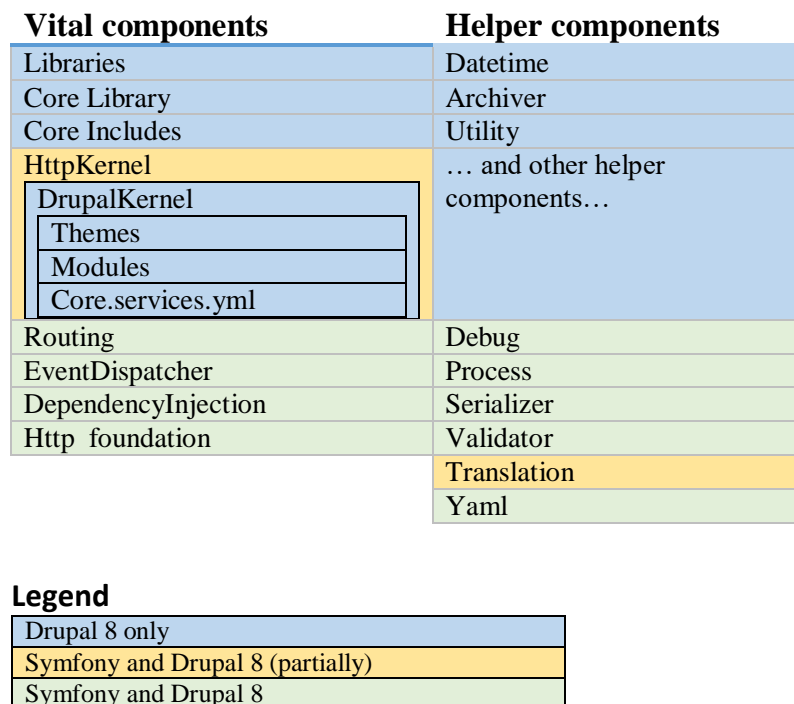 Vital components
Helper components
Libraries
Datetime
Core Library
Archiver
Core Includes
Utility
HttpKernel
… and other helper
components…
DrupalKernel
Themes
Modules
Core.services.yml
Routing
Debug
EventDispatcher
Process
DependencyInjection
Serializer
Http foundation
Validator
Translation
Yaml
Legend
Drupal 8 only
Symfony and Drupal 8 (partially)
Symfony and Drupal 8